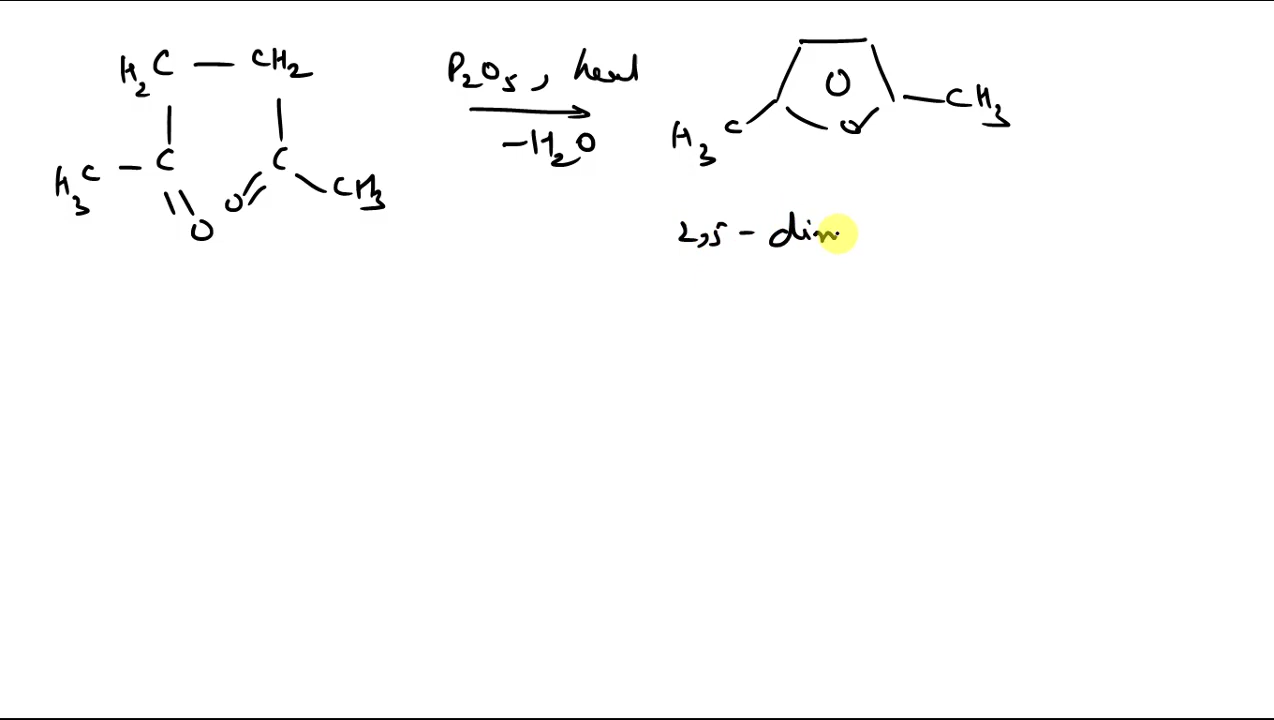 H₂C — CH₂
P₂O₅, heat
-H₂O
H₃C - C
C CH₃
O O
O
O
H₃C
CH₃
2,5 - dim